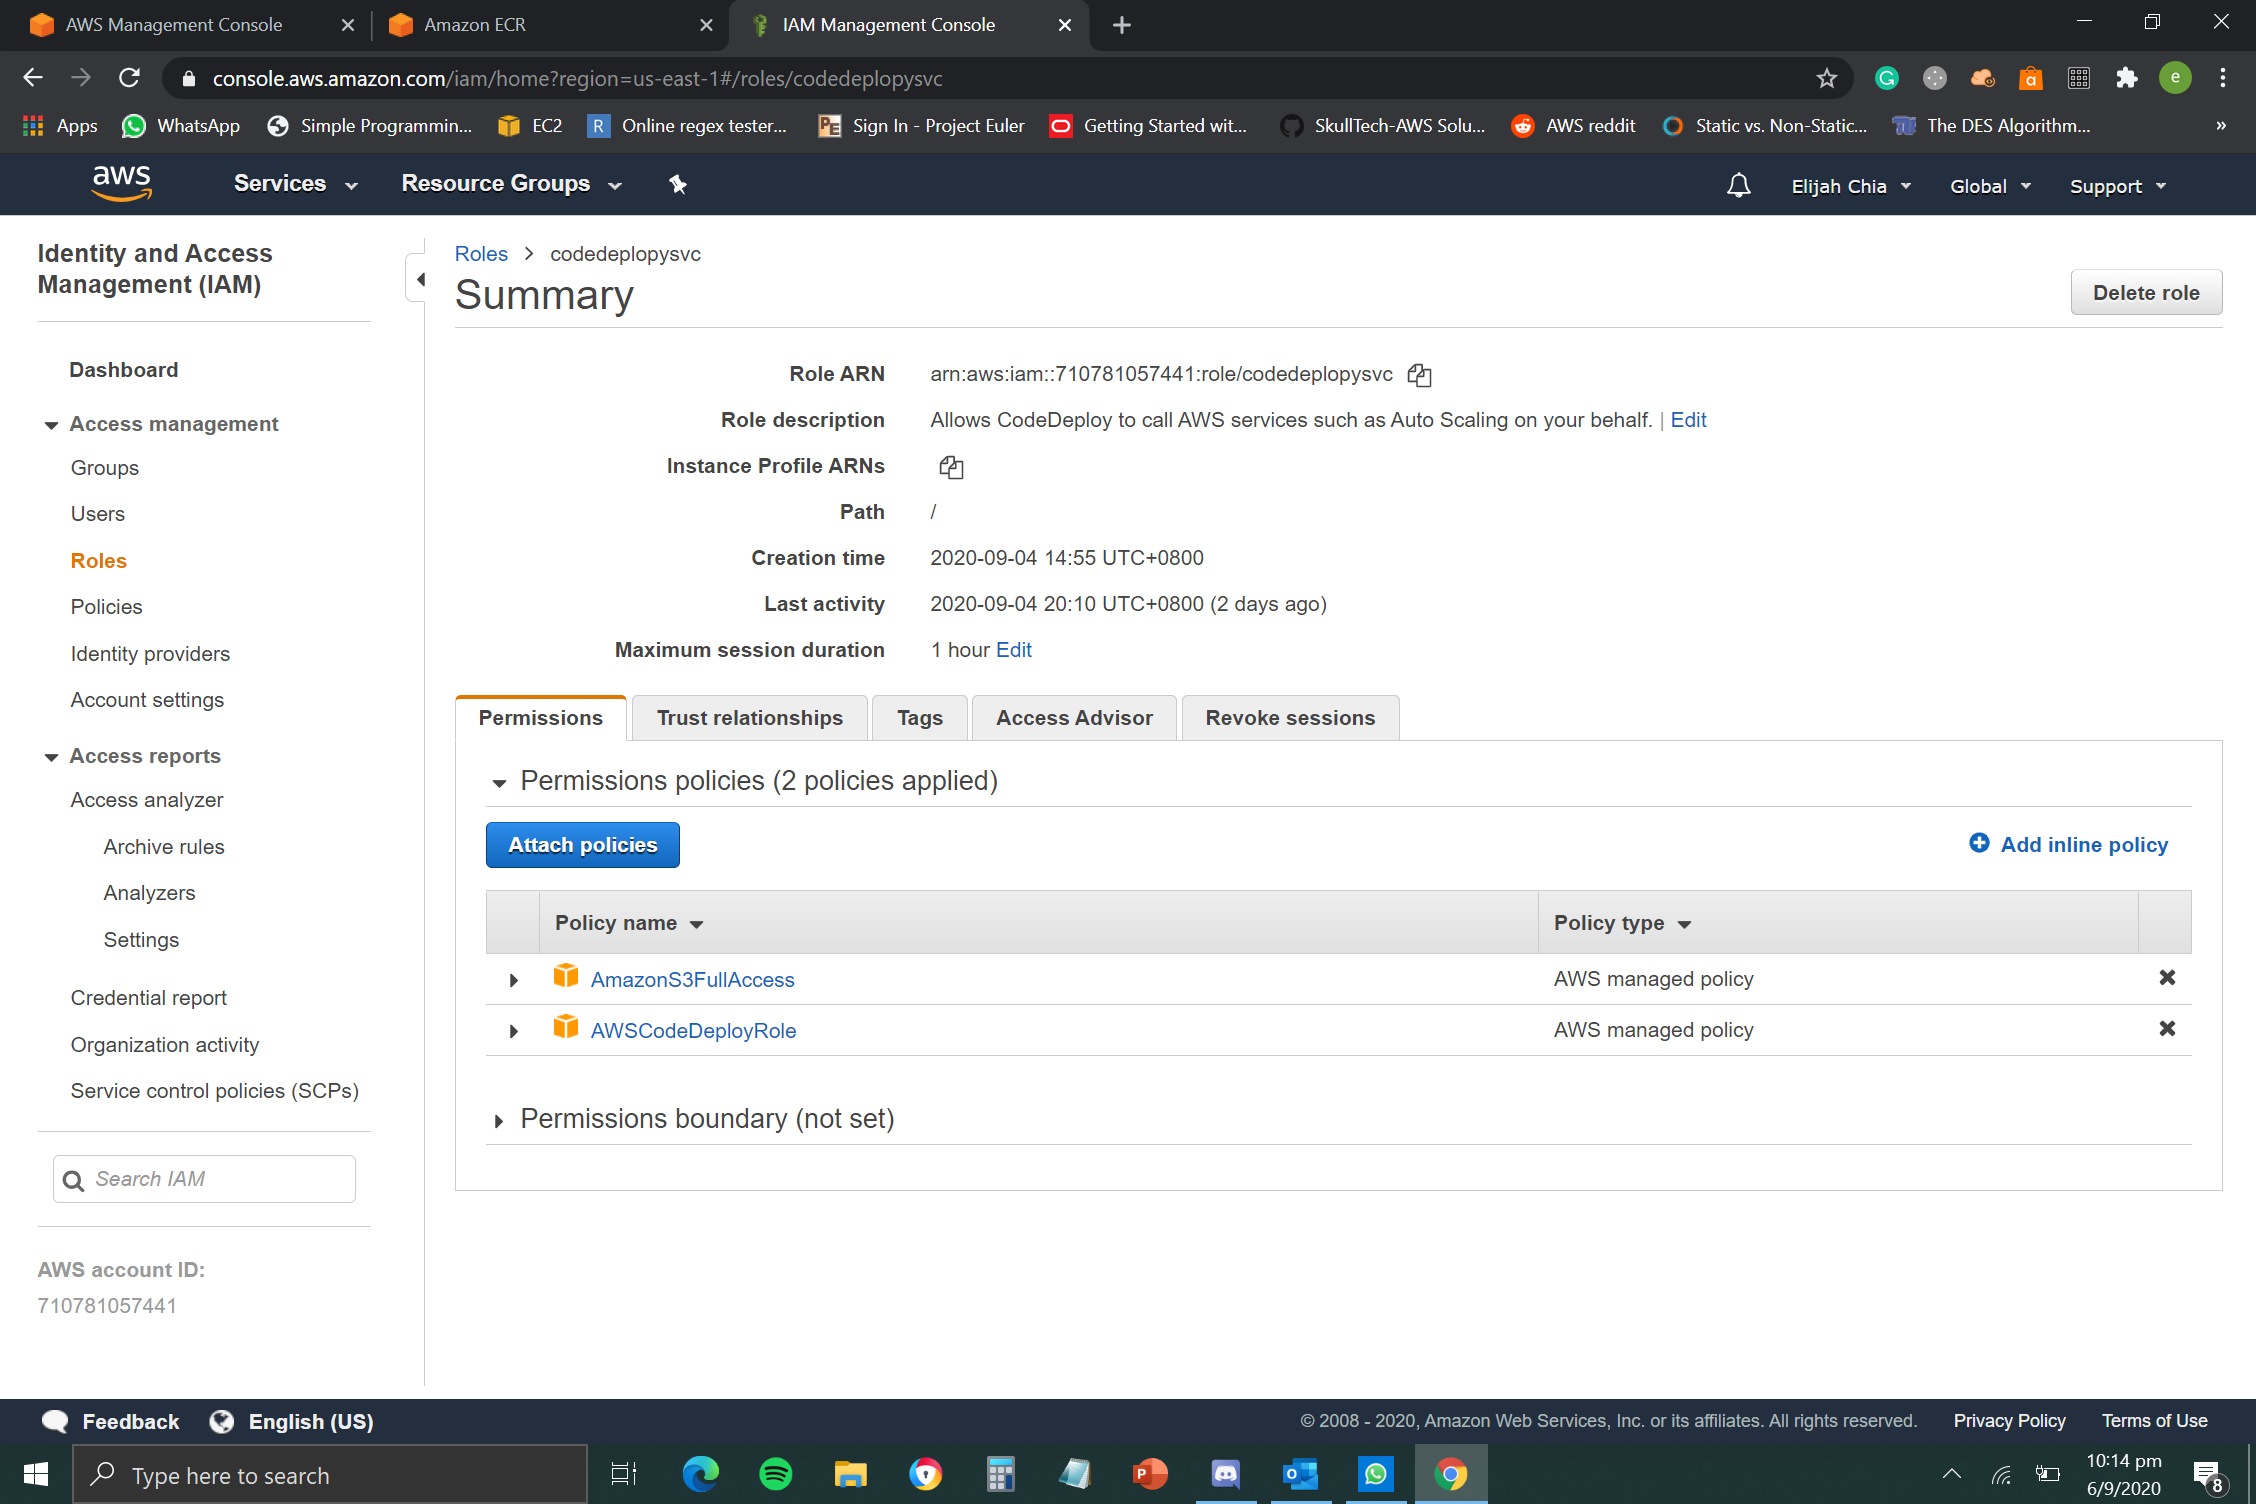 AWS Management Console
Amazon ECR
IAM Management Console
console.aws.amazon.com/iam/home?region=us-east-1#/roles/codedeplopysvc
e
Apps
WhatsApp
Simple Programmin...
EC2
R
Online regex tester...
PE
Sign In - Project Euler
Getting Started wit...
SkullTech-AWS Solu...
AWS reddit
Static vs. Non-Static...
The DES Algorithm...
»
aws
Services
Resource Groups
Elijah Chia
Global
Support
Identity and Access
Management (IAM)
Dashboard
Access management
Groups
Users
Roles
Policies
Identity providers
Account settings
Access reports
Access analyzer
Archive rules
Analyzers
Settings
Credential report
Organization activity
Service control policies (SCPs)
Search IAM
AWS account ID:
710781057441
Roles > codedeplopysvc
Summary
Delete role
Role ARN arn:aws:iam::710781057441:role/codedeplopysvc
Role description Allows CodeDeploy to call AWS services such as Auto Scaling on your behalf. | Edit
Instance Profile ARNs
Path /
Creation time 2020-09-04 14:55 UTC+0800
Last activity 2020-09-04 20:10 UTC+0800 (2 days ago)
Maximum session duration 1 hour Edit
Permissions
Trust relationships
Tags
Access Advisor
Revoke sessions
Permissions policies (2 policies applied)
Attach policies
Add inline policy
Policy name
Policy type
AmazonS3FullAccess AWS managed policy
AWSCodeDeployRole AWS managed policy
Permissions boundary (not set)
Feedback
English (US)
© 2008 - 2020, Amazon Web Services, Inc. or its affiliates. All rights reserved.
Privacy Policy
Terms of Use
Type here to search
10:14 pm
6/9/2020
8